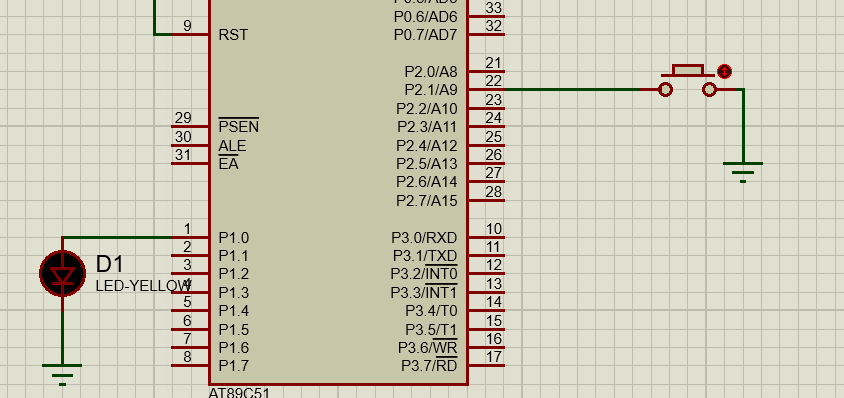 P0.6/AD6 33
9 RST P0.7/AD7 32
P2.0/A8 21
P2.1/A9 22
P2.2/A10 23
29 PSEN P2.3/A11 24
30 ALE P2.4/A12 25
31 EA P2.5/A13 26
P2.6/A14 27
P2.7/A15 28
1 P1.0 P3.0/RXD 10
2 P1.1 P3.1/TXD 11
D1 3 P1.2 P3.2/INT0 12
LED-YELLOW 4 P1.3 P3.3/INT1 13
5 P1.4 P3.4/T0 14
6 P1.5 P3.5/T1 15
7 P1.6 P3.6/WR 16
8 P1.7 P3.7/RD 17
AT89C51